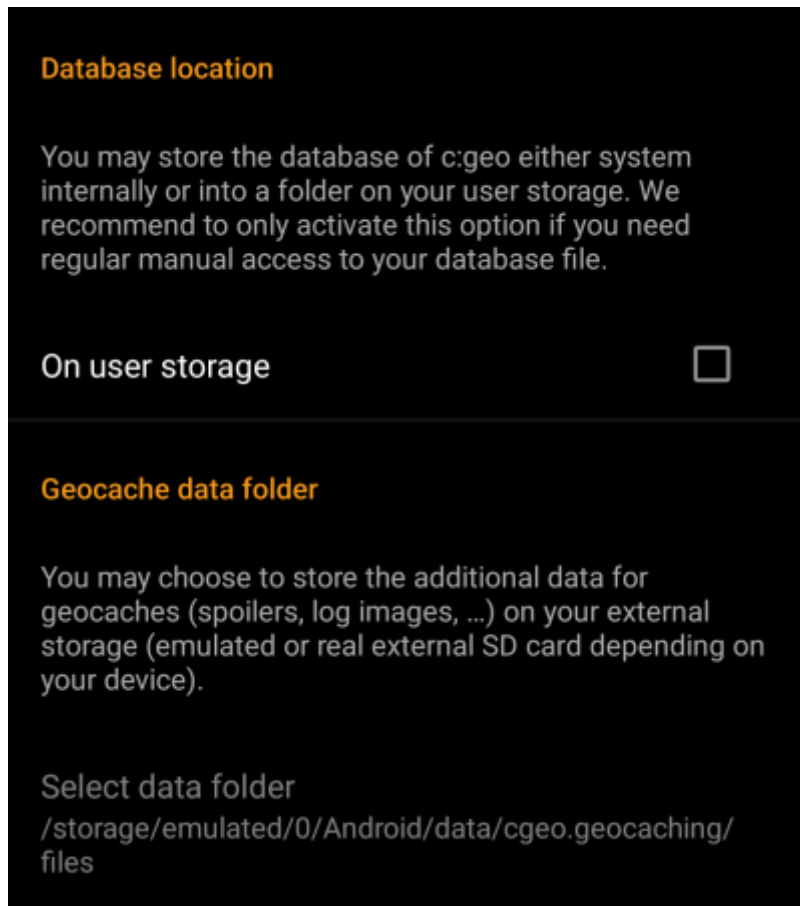 Database location
You may store the database of c:geo either system
internally or into a folder on your user storage. We
recommend to only activate this option if you need
regular manual access to your database file.
On user storage
Geocache data folder
You may choose to store the additional data for
geocaches (spoilers, log images, …) on your external
storage (emulated or real external SD card depending on
your device).
Select data folder
/storage/emulated/0/Android/data/cgeo.geocaching/
files